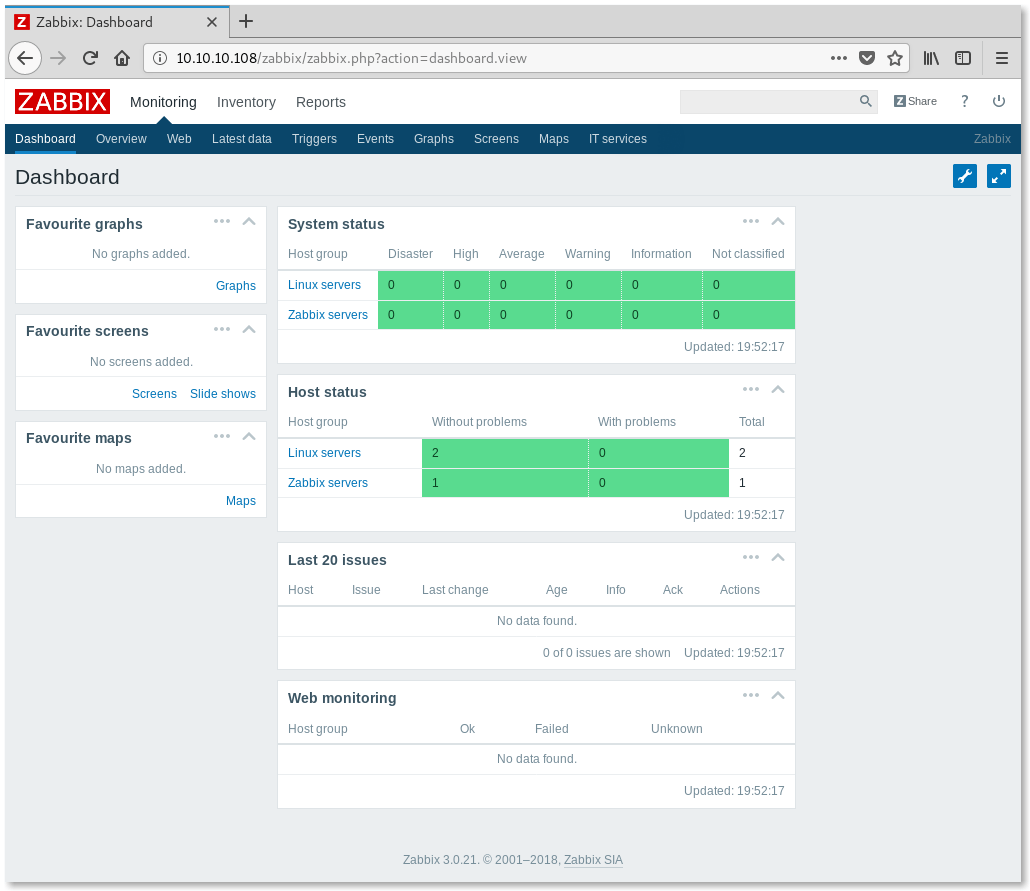 Z Zabbix: Dashboard
10.10.10.108/zabbix/zabbix.php?action=dashboard.view
ZABBIX Monitoring Inventory Reports Z Share ?
Dashboard Overview Web Latest data Triggers Events Graphs Screens Maps IT services Zabbix
Dashboard
Favourite graphs
No graphs added.
Graphs
Favourite screens
No screens added.
Screens Slide shows
Favourite maps
No maps added.
Maps
System status
Host group Disaster High Average Warning Information Not classified
Linux servers 0 0 0 0 0 0
Zabbix servers 0 0 0 0 0 0
Updated: 19:52:17
Host status
Host group Without problems With problems Total
Linux servers 2 0 2
Zabbix servers 1 0 1
Updated: 19:52:17
Last 20 issues
Host Issue Last change Age Info Ack Actions
No data found.
0 of 0 issues are shown Updated: 19:52:17
Web monitoring
Host group Ok Failed Unknown
No data found.
Updated: 19:52:17
Zabbix 3.0.21. © 2001–2018, Zabbix SIA